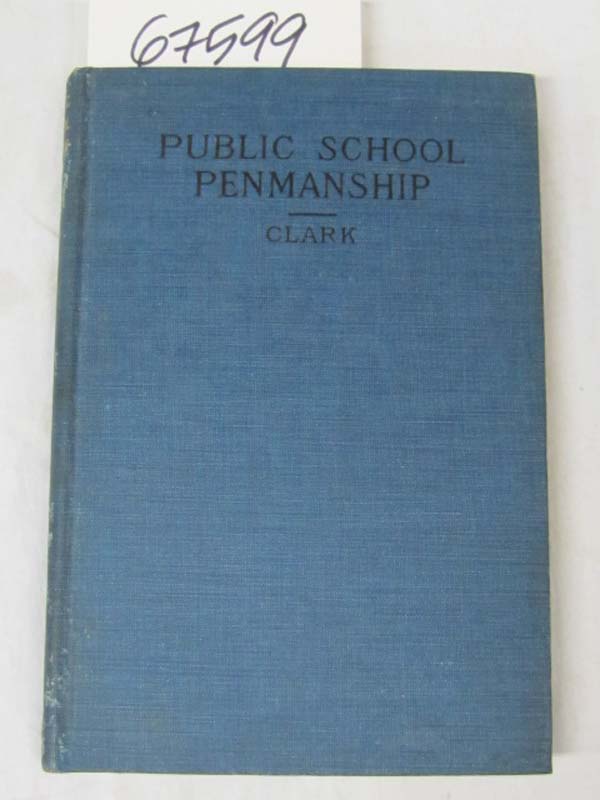 67599
PUBLIC SCHOOL
PENMANSHIP
CLARK